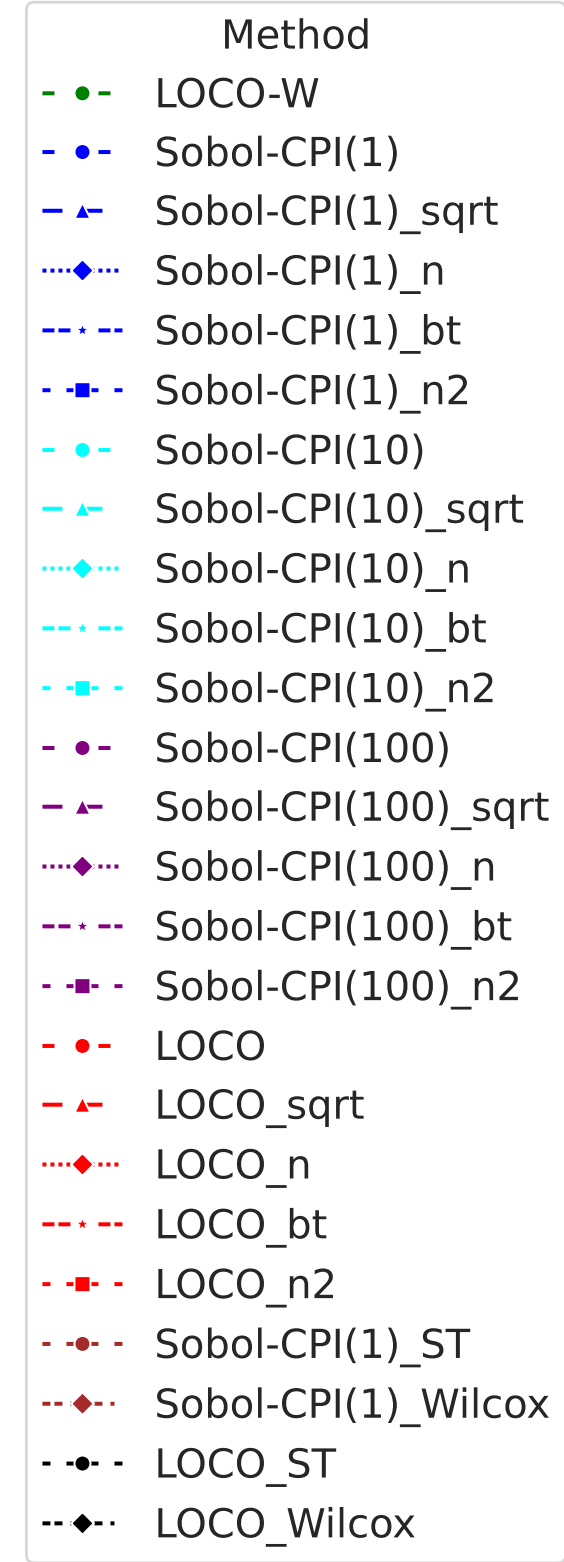 Method
LOCO-W
Sobol-CPI(1)
Sobol-CPI(1)_sqrt
Sobol-CPI(1)_n
Sobol-CPI(1)_bt
Sobol-CPI(1)_n2
Sobol-CPI(10)
Sobol-CPI(10)_sqrt
Sobol-CPI(10)_n
Sobol-CPI(10)_bt
Sobol-CPI(10)_n2
Sobol-CPI(100)
Sobol-CPI(100)_sqrt
Sobol-CPI(100)_n
Sobol-CPI(100)_bt
Sobol-CPI(100)_n2
LOCO
LOCO_sqrt
LOCO_n
LOCO_bt
LOCO_n2
Sobol-CPI(1)_ST
Sobol-CPI(1)_Wilcox
LOCO_ST
LOCO_Wilcox